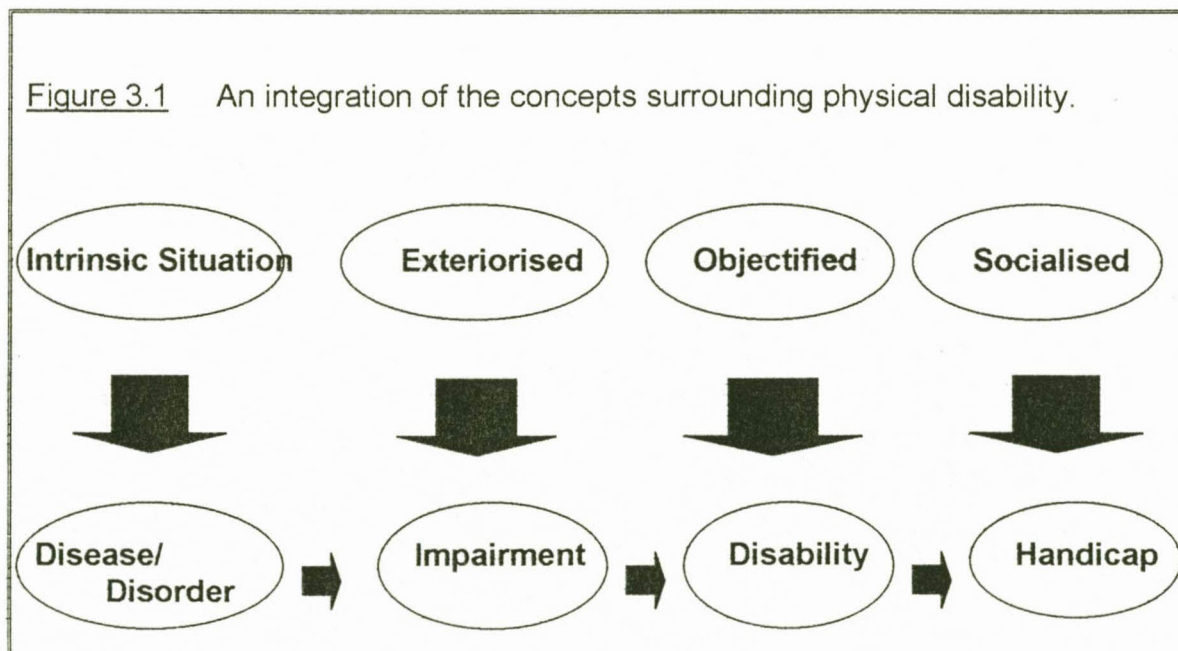 Figure 3.1 An integration of the concepts surrounding physical disability.
Intrinsic Situation
Exteriorised
Objectified
Socialised
Disease/
Disorder
Impairment
Disability
Handicap